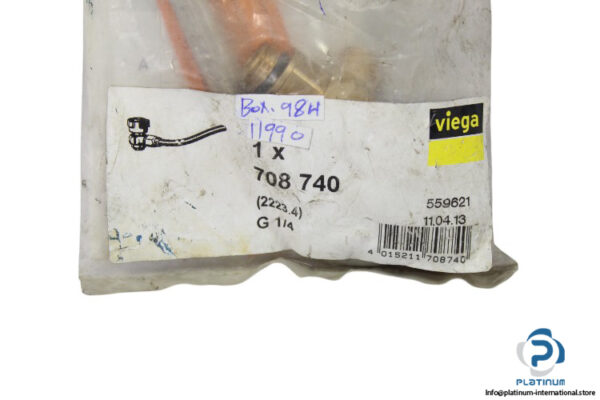 Box. 98H
11990
viega
1 x
708 740
(2223.4)
G 1/4
559621
11.04.13
4 015211 708740
PLATINUM
Info@platinum-international.store